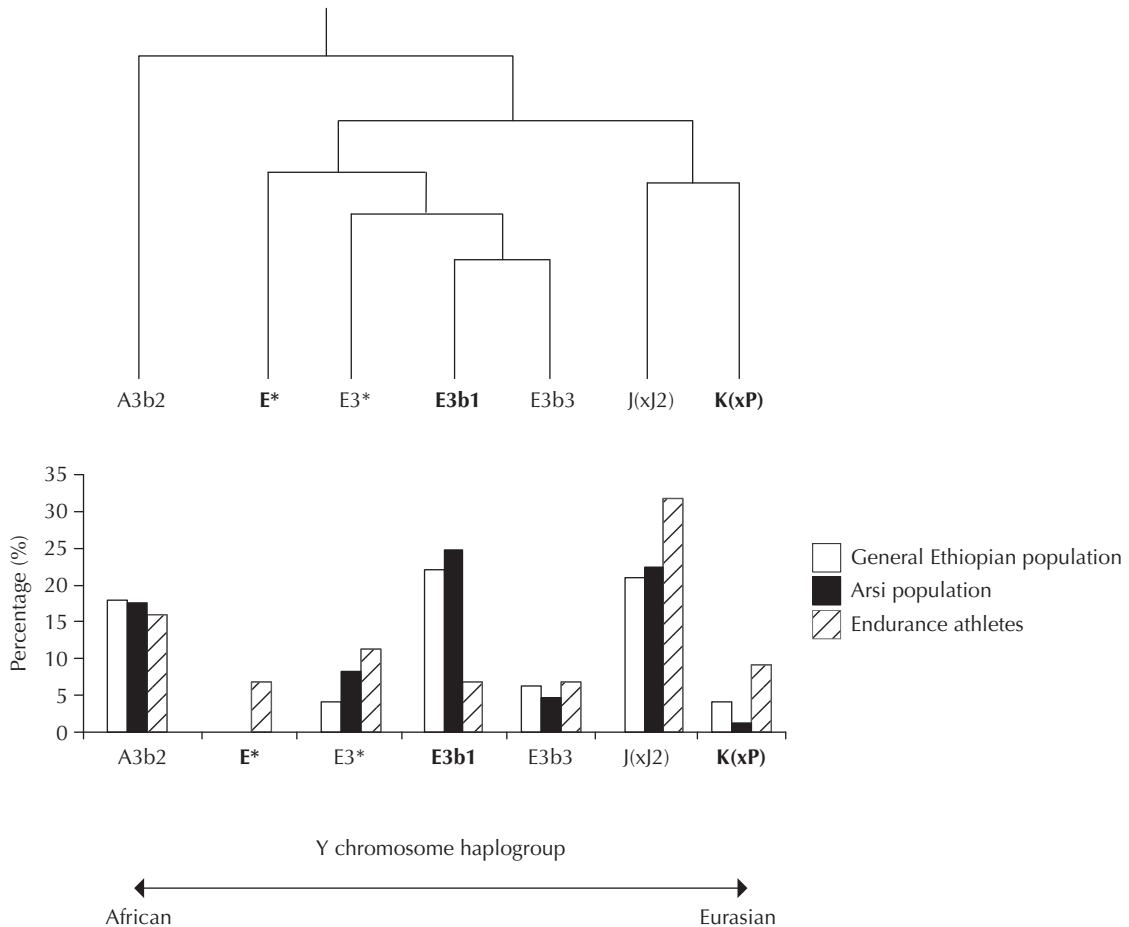 A3b2 E* E3* E3b1 E3b3 J(xJ2) K(xP)
Percentage (%)
35
30
25
20
15
10
5
0
A3b2 E* E3* E3b1 E3b3 J(xJ2) K(xP)
General Ethiopian population
Arsi population
Endurance athletes
Y chromosome haplogroup
African Eurasian